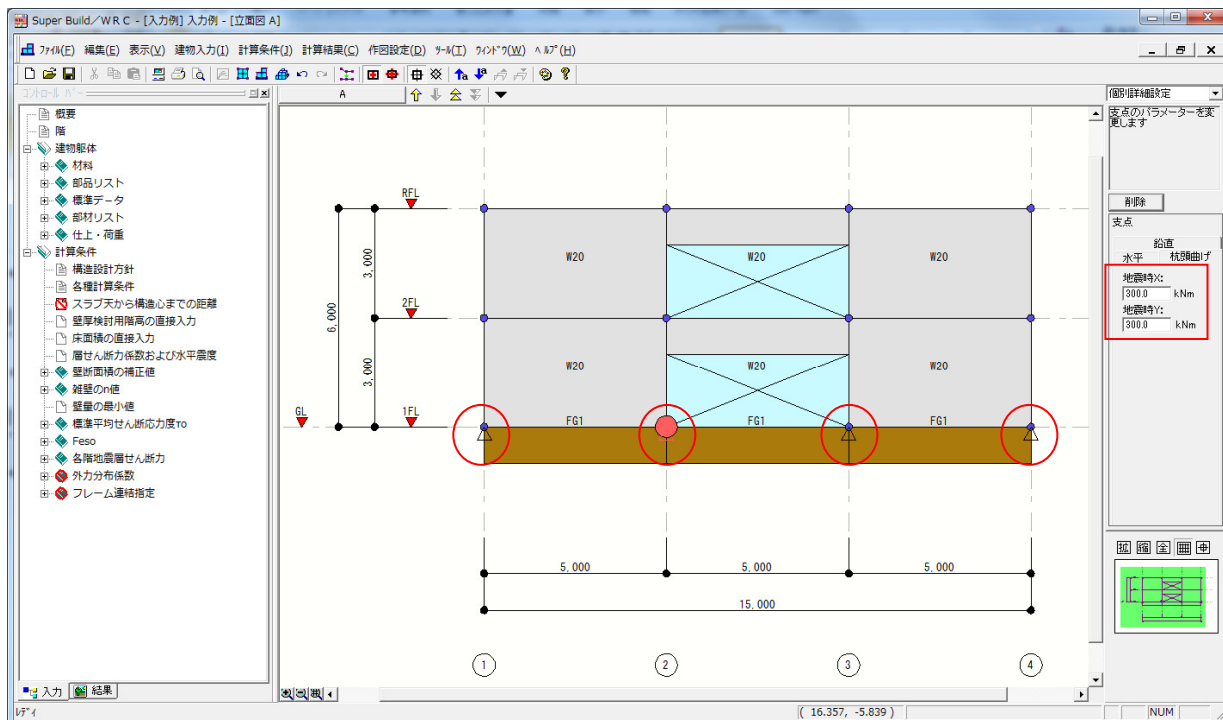 Super Build／ＷＲＣ - [入力例] 入力例 - [立面図 A]
ﾌｧｲﾙ(F) 編集(E) 表示(V) 建物入力(I) 計算条件(J) 計算結果(C) 作図設定(D) ﾂｰﾙ(T) ｳｨﾝﾄﾞｳ(W) ﾍﾙﾌﾟ(H)
ｺﾝﾄﾛｰﾙ ﾊﾞｰ
概要
階
建物躯体
材料
部品リスト
標準データ
部材リスト
仕上・荷重
計算条件
構造設計方針
各種計算条件
スラブ天から構造心までの距離
壁厚検討用階高の直接入力
床面積の直接入力
層せん断力係数および水平震度
壁断面積の補正値
雑壁のn値
壁量の最小値
標準平均せん断応力度τo
Feso
各階地震層せん断力
外力分布係数
フレーム連結指定
入力 結果
A
RFL
3,000
W20 W20 W20
6,000
2FL
3,000
W20 W20 W20
GL 1FL
FG1 FG1 FG1
5,000 5,000 5,000
15,000
1 2 3 4
個別詳細設定
支点のパラメーターを変
更します
削除
支点
鉛直
水平 杭頭曲げ
地震時X:
300.0 kNm
地震時Y:
300.0 kNm
拡 縮 全
ﾚﾃﾞｨ
( 16.357, -5.839 )
NUM